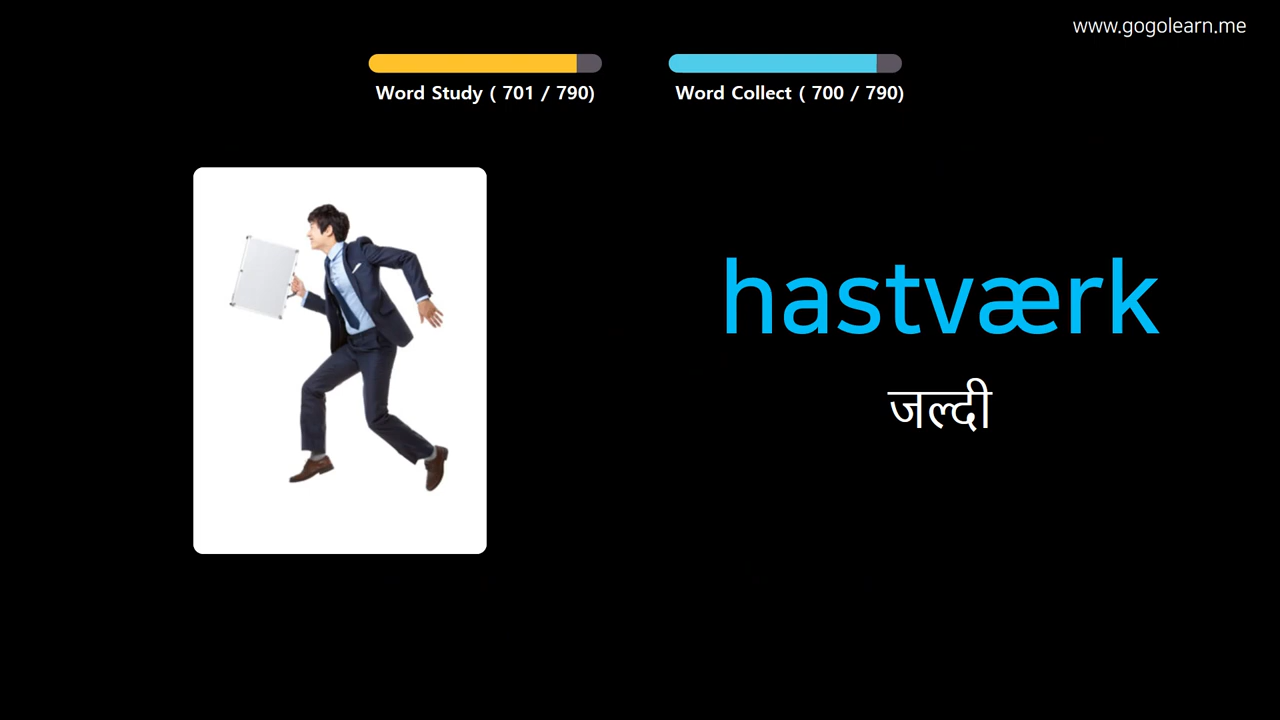 www.gogolearn.me
Word Study ( 701 / 790)
Word Collect ( 700 / 790)
hastværk
जल्दी